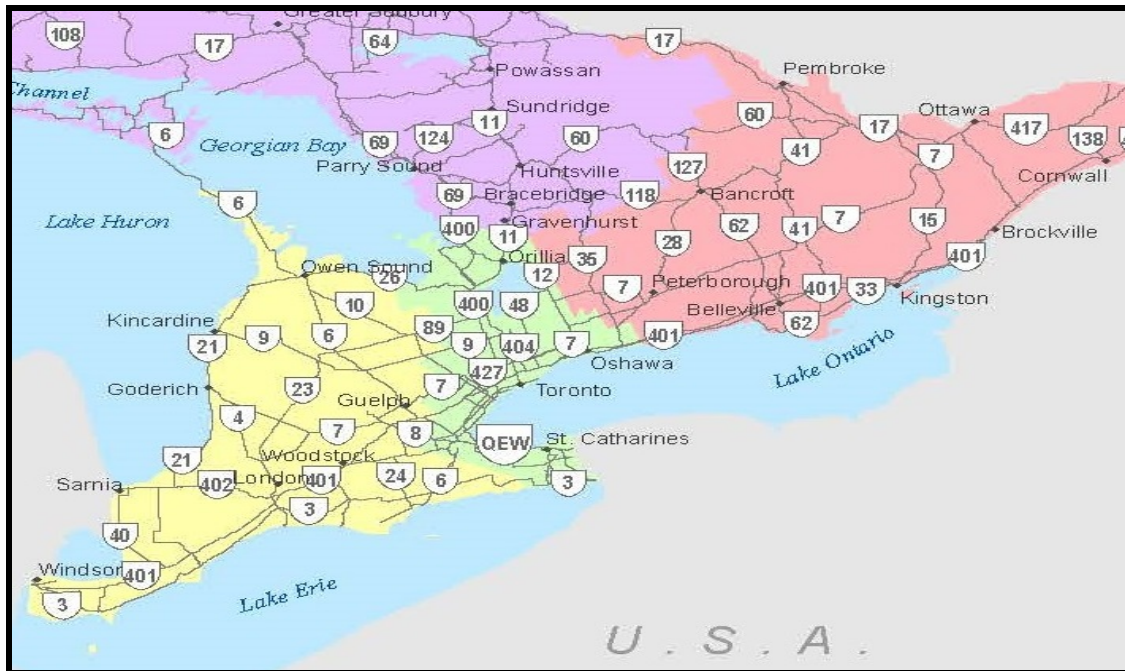 Greater Sudbury
108
17
64
17
Powassan
Pembroke
Channel
Sundridge
Ottawa
6
Georgian Bay
69
124
11
60
60
41
17
417
138
7
Parry Sound
Huntsville
127
Cornwall
6
69
Bracebridge
118
Bancroft
Lake Huron
400
11
Gravenhurst
62
41
7
15
Brockville
Orillia
35
28
401
Owen Sound
26
12
7
Peterborough
401
33
Kingston
10
400
48
Belleville
62
Kincardine
21
9
6
89
9
404
7
401
Oshawa
Lake Ontario
427
Goderich
23
7
Toronto
Guelph
4
7
8
QEW
St. Catharines
21
Woodstock
Sarnia
402
London
401
24
6
3
3
40
Windsor
401
3
Lake Erie
U.S.A.